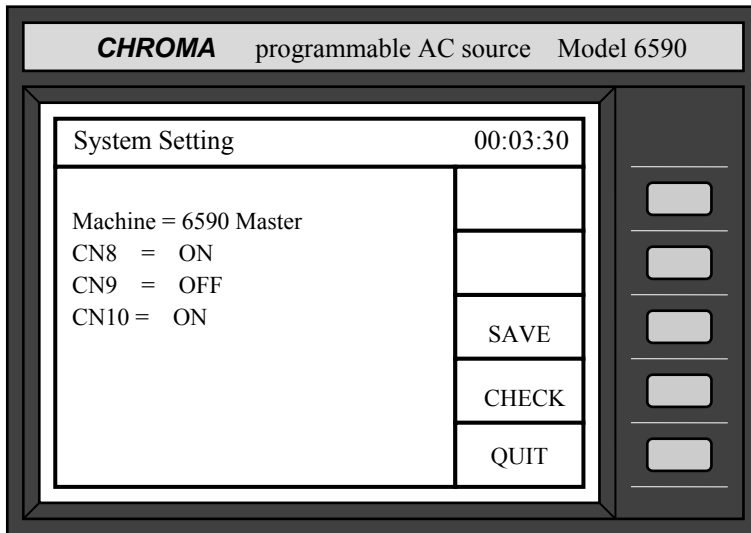 CHROMA programmable AC source Model 6590
System Setting 00:03:30
Machine = 6590 Master
CN8 = ON
CN9 = OFF
CN10 = ON
SAVE
CHECK
QUIT